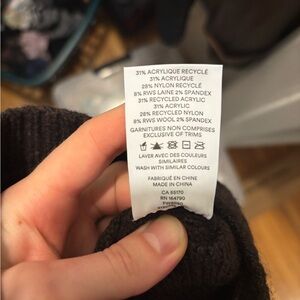 31% ACRYLIQUE RECYCLÉ
31% ACRYLIQUE
28% NYLON RECYCLÉ
8% RWS LAINE 2% SPANDEX
31% RECYCLED ACRYLIC
31% ACRYLIC
28% RECYCLED NYLON
8% RWS WOOL 2% SPANDEX
GARNITURES NON COMPRISES
EXCLUSIVE OF TRIMS
LAVER AVEC DES COULEURS
SIMILAIRES
WASH WITH SIMILAR COLOURS
FABRIQUÉ EN CHINE
MADE IN CHINA
CA 55170
RN 164790